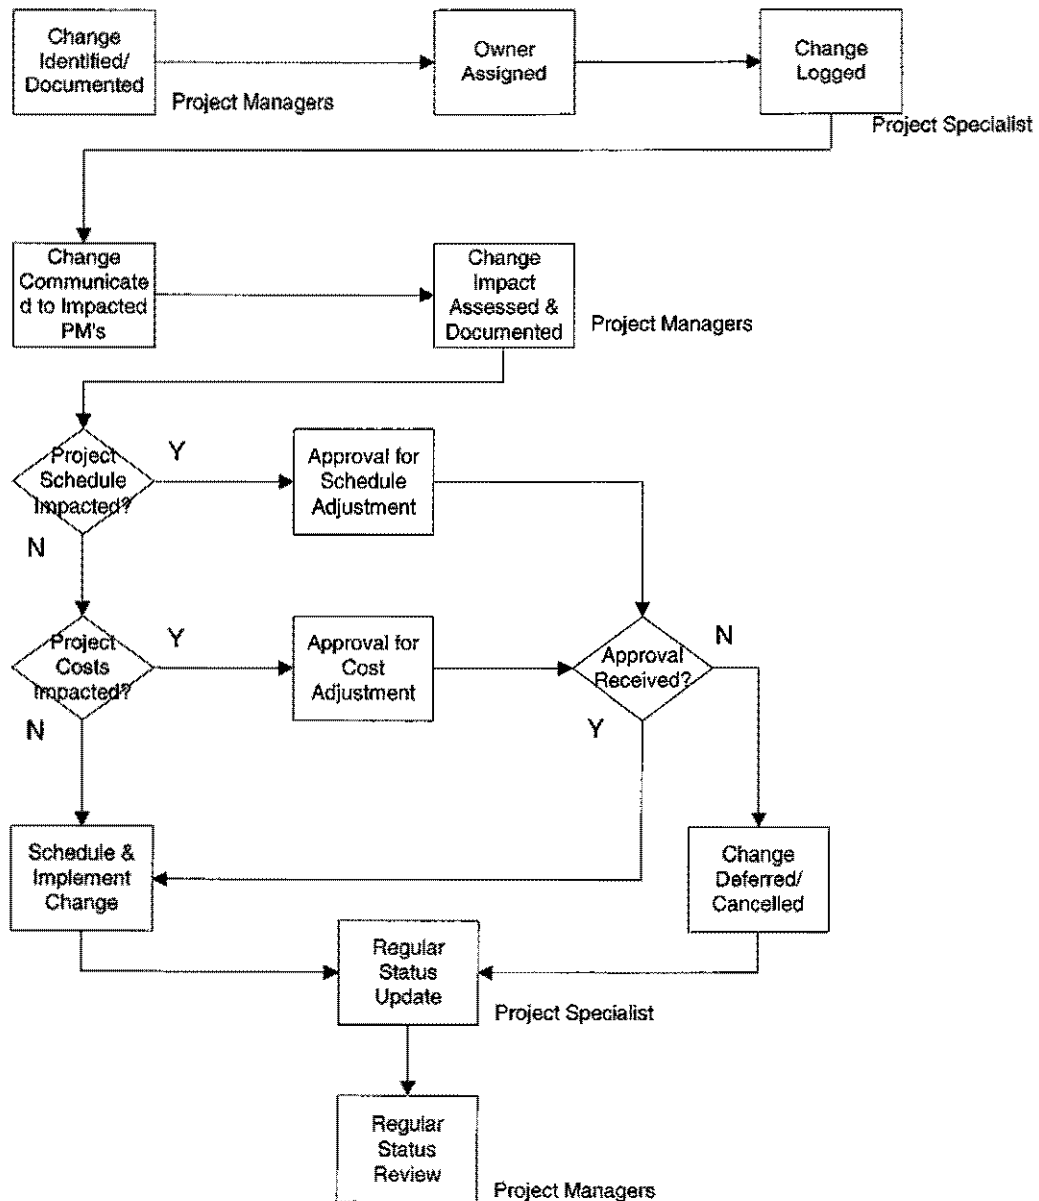 Change
Identified/
Documented
Project Managers
Owner
Assigned
Change
Logged
Project Specialist
Change
Communicate
d to Impacted
PM's
Change
Impact
Assessed &
Documented
Project Managers
Project
Schedule
Impacted?
Y
N
Approval for
Schedule
Adjustment
Project
Costs
Impacted?
Y
N
Approval for
Cost
Adjustment
Approval
Received?
N
Y
Schedule &
Implement
Change
Change
Deferred/
Cancelled
Regular
Status
Update
Project Specialist
Regular
Status
Review
Project Managers